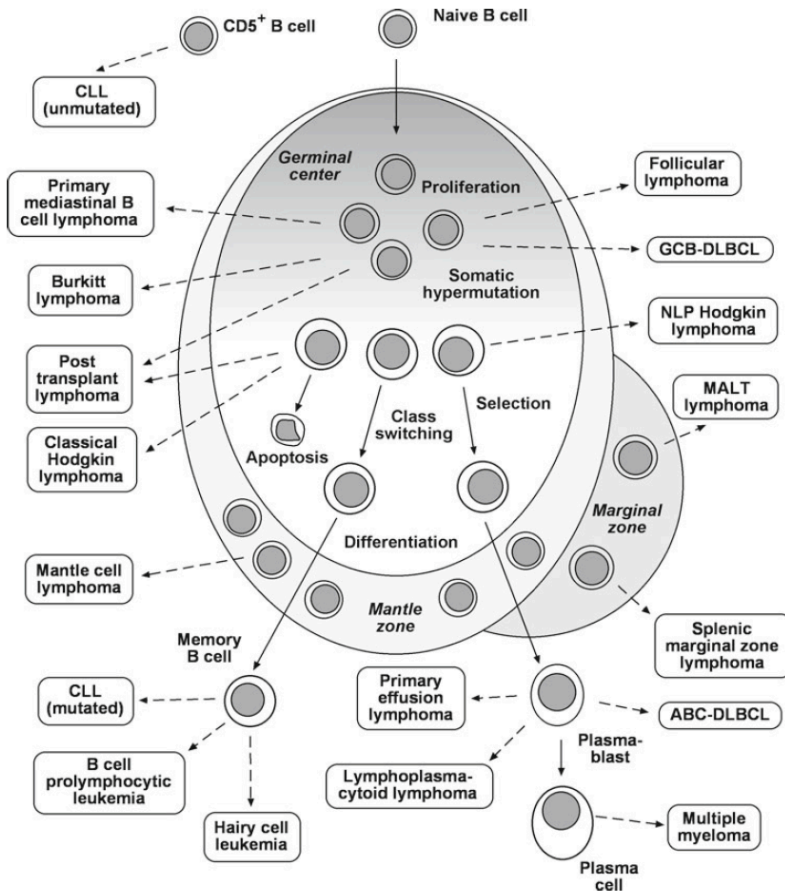 CD5+ B cell
Naive B cell
CLL
(unmutated)
Germinal
center
Proliferation
Follicular
lymphoma
Primary
mediastinal B
cell lymphoma
GCB-DLBCL
Burkitt
lymphoma
Somatic
hypermutation
NLP Hodgkin
lymphoma
Post
transplant
lymphoma
MALT
lymphoma
Class
switching
Selection
Classical
Hodgkin
lymphoma
Apoptosis
Marginal
zone
Differentiation
Mantle cell
lymphoma
Mantle
zone
Splenic
marginal zone
lymphoma
Memory
B cell
Primary
effusion
lymphoma
CLL
(mutated)
ABC-DLBCL
Plasma-
blast
B cell
prolymphocytic
leukemia
Lymphoplasma-
cytoid lymphoma
Hairy cell
leukemia
Multiple
myeloma
Plasma
cell